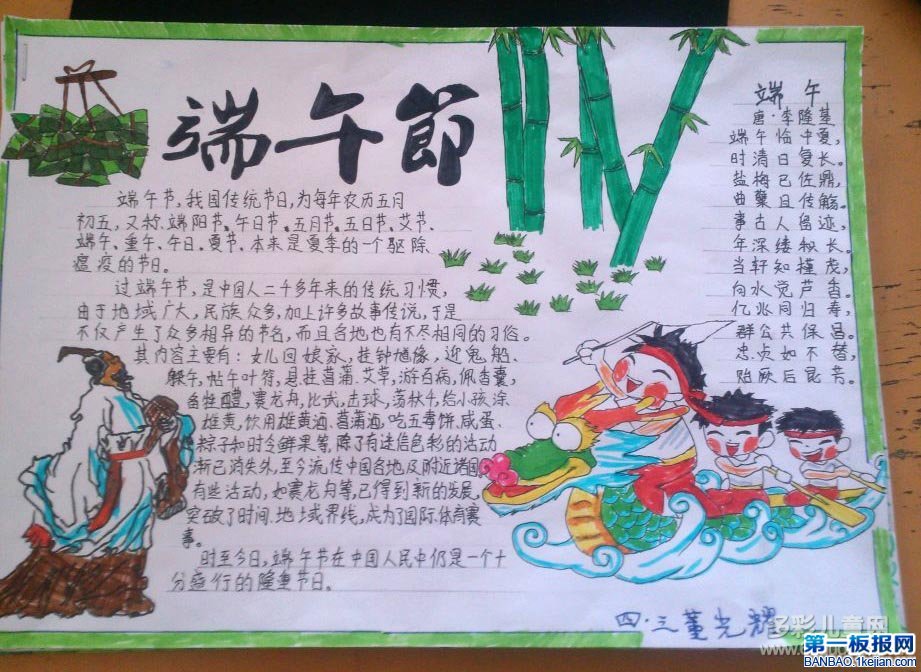 端午節
端午节,我国传统节日,为每年农历五月
初五,又称.端阳节、午日节、五月节、五日节、艾节、
端午、重午、午日、夏节、本来是夏季的一个驱除
瘟疫的节日。
过端午节,是中国人二千多年来的传统习惯,
由于地域广大,民族众多,加上许多故事传说,于是
不仅产生了众多相异的节名,而且各地也有不尽相同的习俗。
其内容主要有:女儿回娘家、挂钟馗像,迎鬼船、
躲午,帖午叶符,悬挂菖蒲、艾草,游百病,佩香囊,
备牲醴,赛龙舟,比武,击球,荡秋千,给小孩涂
雄黄,饮用雄黄酒、菖蒲酒,吃五毒饼、咸蛋、
粽子和时令鲜果等,除了有迷信色彩的活动
渐已消失外,至今流传中国各地及附近诸国。
有些活动,如赛龙舟等,已得到新的发展,
突破了时间、地域界线,成为了国际体育赛
事。
时至今日,端午节在中国人民中仍是一个十
分盛行的隆重节日。
端午
唐·李隆基
端午临中夏,
时清日复长。
盐梅已佐鼎,
曲糵且传觞。
事古人留迹,
年深缕积长。
当轩知槿茂,
向水觉芦香。
亿兆同归寿,
群公共保昌。
忠贞如不替,
贻厥后昆芳。
四·三董光耀
多彩儿童网
第一板报网
BANBAO.1kejian.com